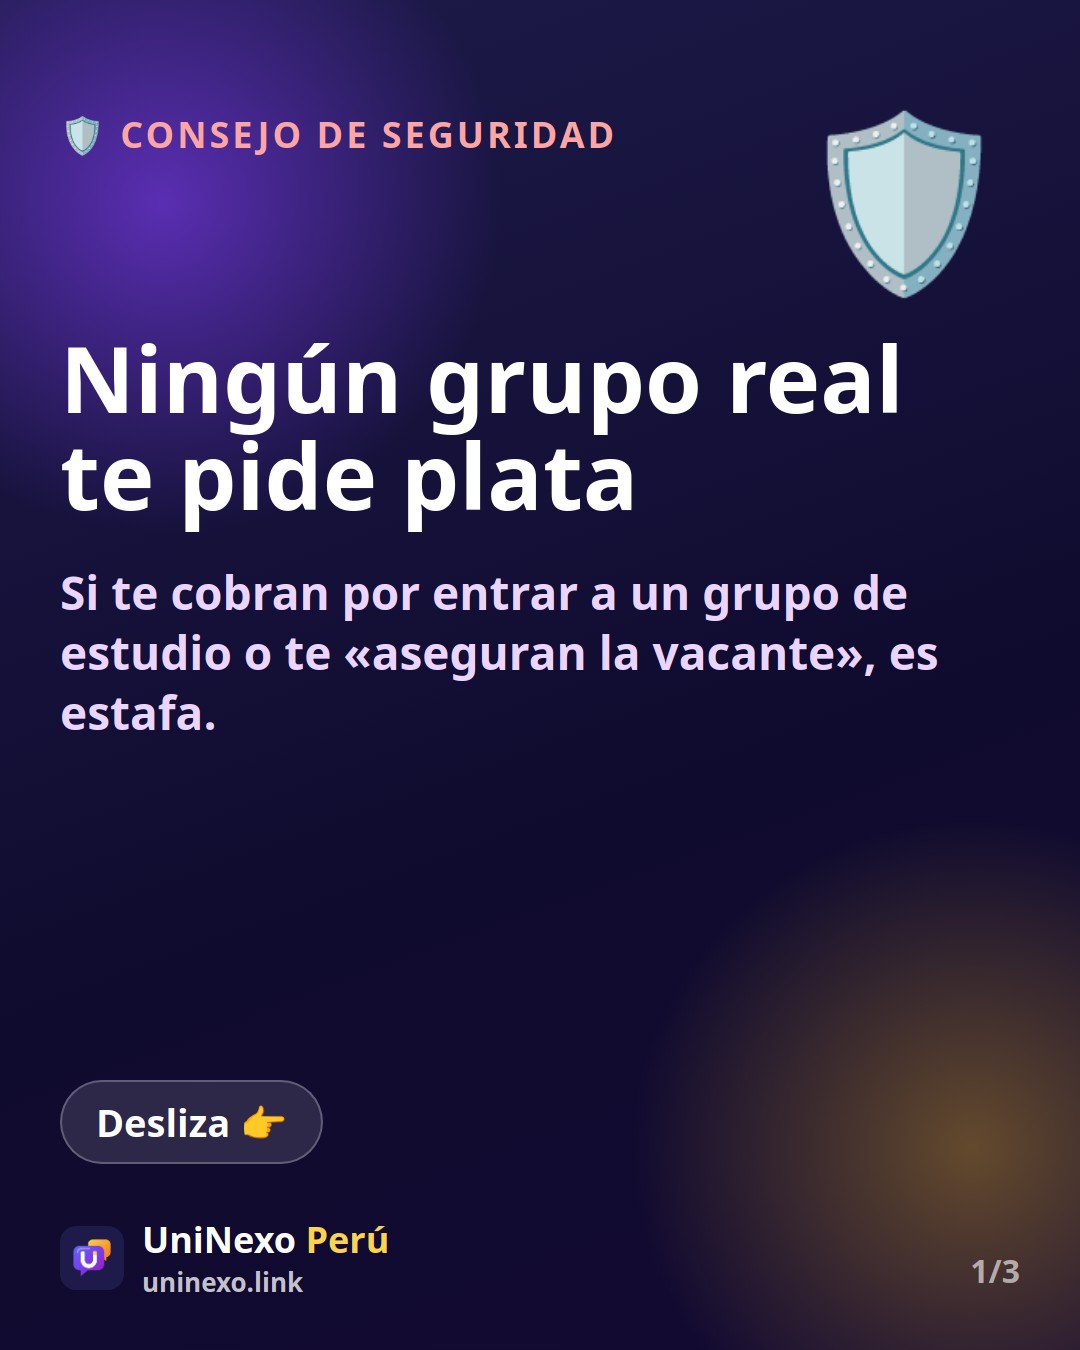 🛡️ CONSEJO DE SEGURIDAD
Ningún grupo real
te pide plata
Si te cobran por entrar a un grupo de
estudio o te «aseguran la vacante», es
estafa.
Desliza 👉
UniNexo Perú
uninexo.link
1/3